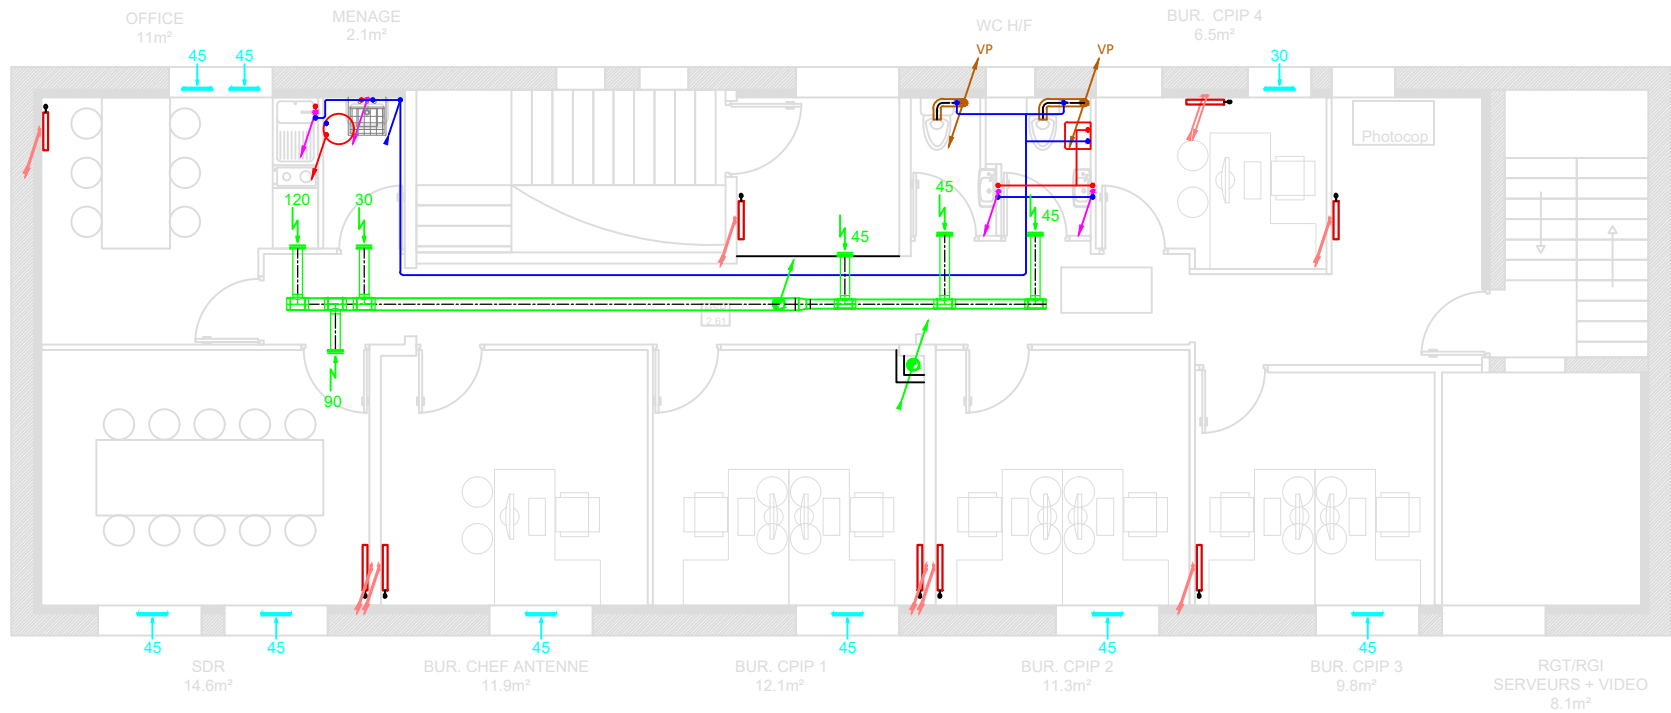 OFFICE
11m²
MENAGE
2.1m²
WC H/F
BUR. CPIP 4
6.5m²
45
45
VP
VP
30
Photocop
120
30
45
45
45
2.61
90
45
45
45
45
45
45
SDR
14.6m²
BUR. CHEF ANTENNE
11.9m²
BUR. CPIP 1
12.1m²
BUR. CPIP 2
11.3m²
BUR. CPIP 3
9.8m²
RGT/RGI
SERVEURS + VIDEO
8.1m²